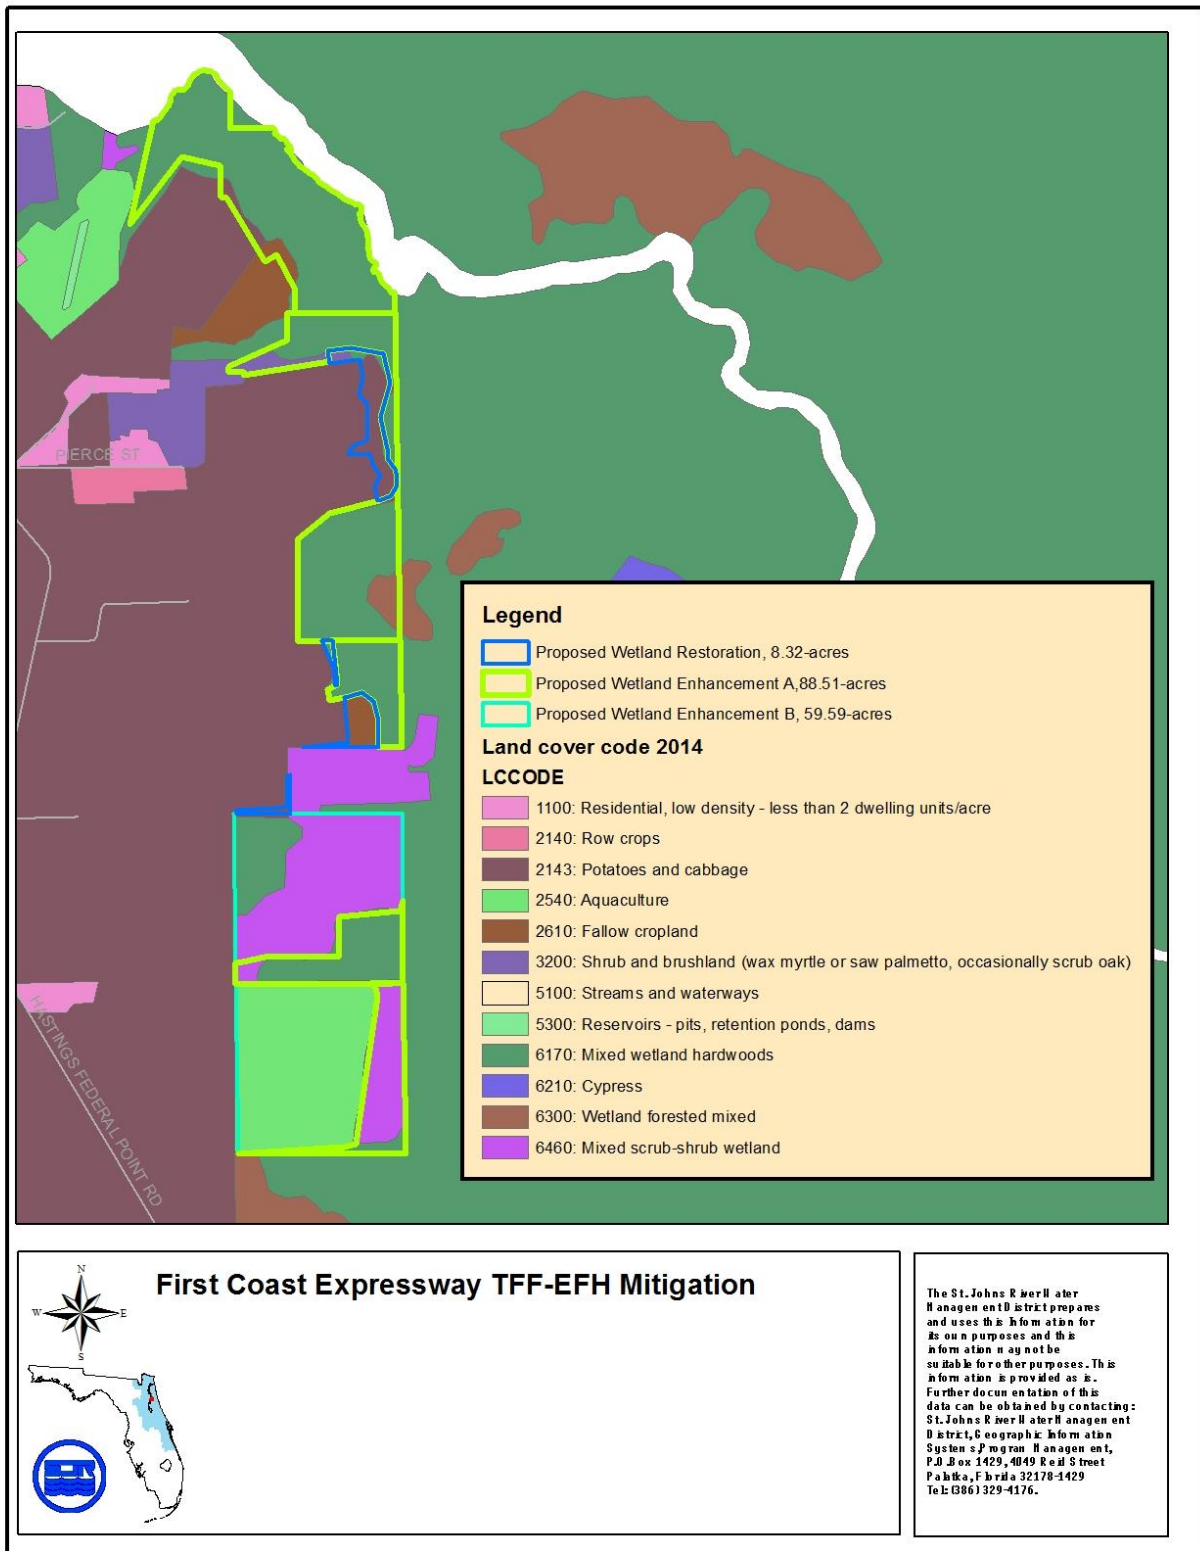 PIERCE ST
HASTINGS FEDERAL POINT RD
Legend
Proposed Wetland Restoration, 8.32-acres
Proposed Wetland Enhancement A,88.51-acres
Proposed Wetland Enhancement B, 59.59-acres
Land cover code 2014
LCCODE
1100: Residential, low density - less than 2 dwelling units/acre
2140: Row crops
2143: Potatoes and cabbage
2540: Aquaculture
2610: Fallow cropland
3200: Shrub and brushland (wax myrtle or saw palmetto, occasionally scrub oak)
5100: Streams and waterways
5300: Reservoirs - pits, retention ponds, dams
6170: Mixed wetland hardwoods
6210: Cypress
6300: Wetland forested mixed
6460: Mixed scrub-shrub wetland
N
W E
S
First Coast Expressway TFF-EFH Mitigation
The St. Johns River Water
Management District prepares
and uses this information for
its own purposes and this
information may not be
suitable for other purposes. This
information is provided as is.
Further documentation of this
data can be obtained by contacting:
St. Johns River Water Management
District, Geographic Information
Systems, Program Management,
P.O. Box 1429, 4049 Reid Street
Palatka, Florida 32178-1429
Tel: (386) 329-4176.